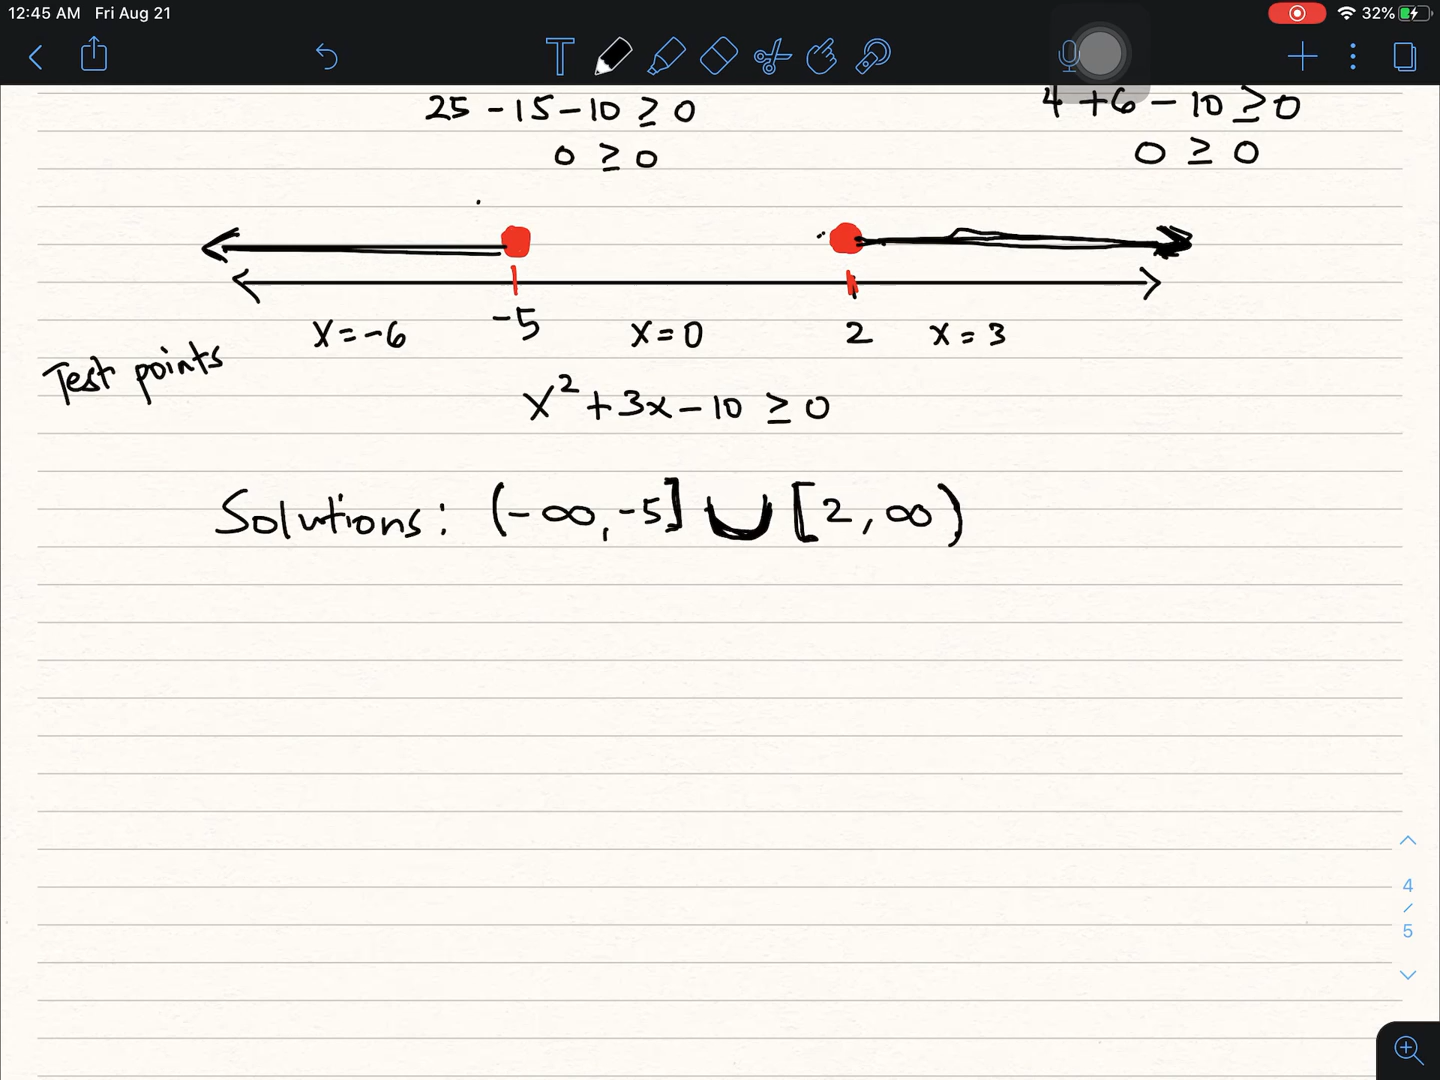 12:45 AM Fri Aug 21 32%
T
25 - 15 - 10 ≥ 0 4 + 6 - 10 ≥ 0
0 ≥ 0 0 ≥ 0
-5 2
x = -6 x = 0 x = 3
Test points
x² + 3x - 10 ≥ 0
Solutions: (-∞, -5] ∪ [2, ∞)
4
/
5